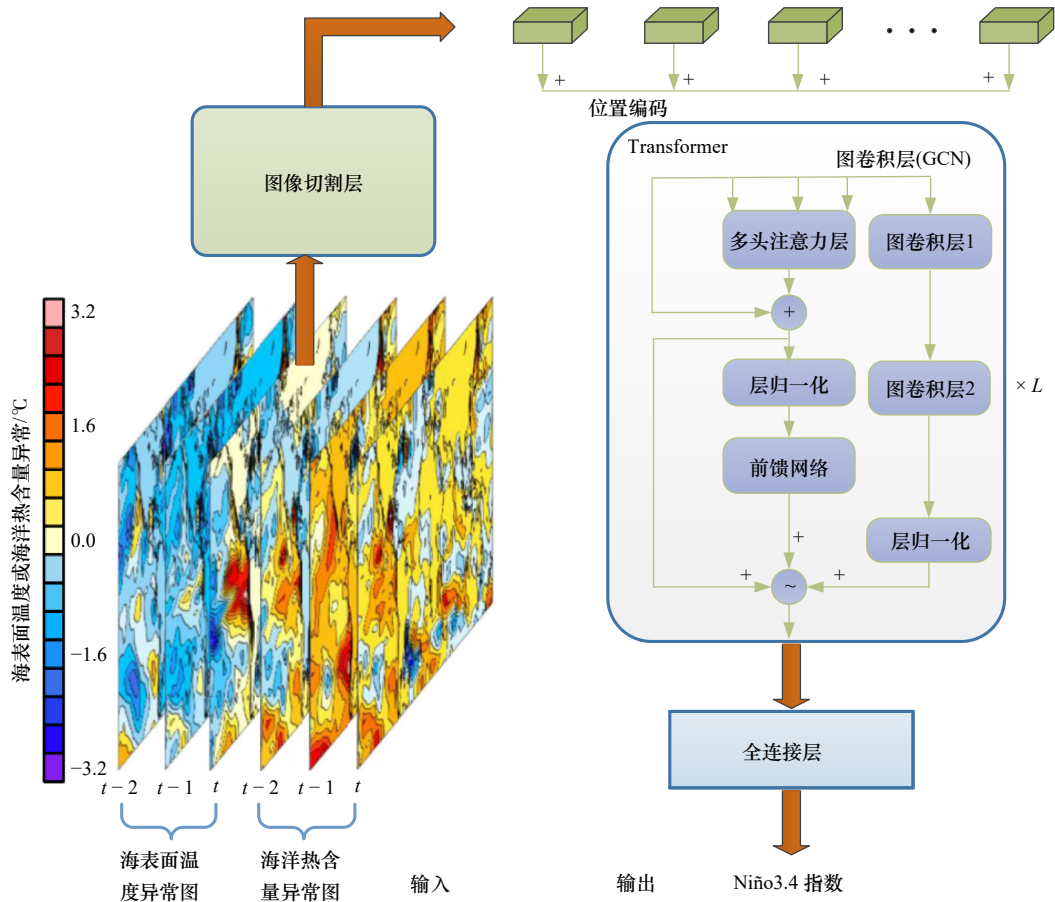 位置编码
Transformer
图卷积层(GCN)
图像切割层
多头注意力层
图卷积层1
层归一化
图卷积层2
前馈网络
层归一化
× L
全连接层
Niño3.4 指数
输出
输入
海表面温度或海洋热含量异常/℃
3.2
1.6
0.0
−1.6
−3.2
t − 2
t − 1
t
t − 2
t − 1
t
海表面温
度异常图
海洋热含
量异常图
+
+
+
+
+
+
+
+
~
· · ·